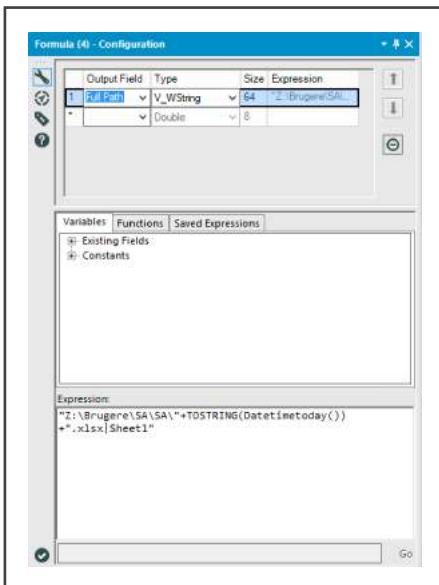 Formula (4) - Configuration
Output Field Type Size Expression
1 Full Path V_WString 64 "Z:\Brugere\SA\...
* Double 8
Variables Functions Saved Expressions
Existing Fields
Constants
Expression:
"Z:\Brugere\SA\SA\"+TOSTRING(Datetimetoday())
+".xlsx|Sheet1"
Go